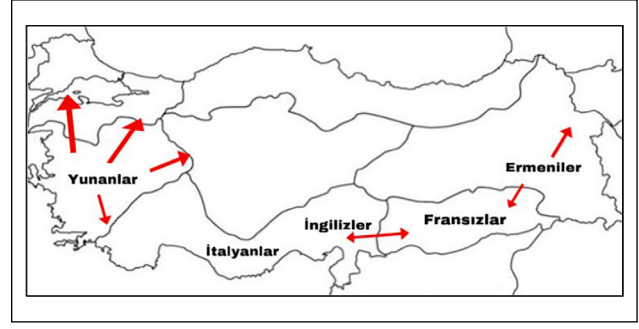 Ermeniler
Yunanlar
İngilizler
Fransızlar
İtalyanlar